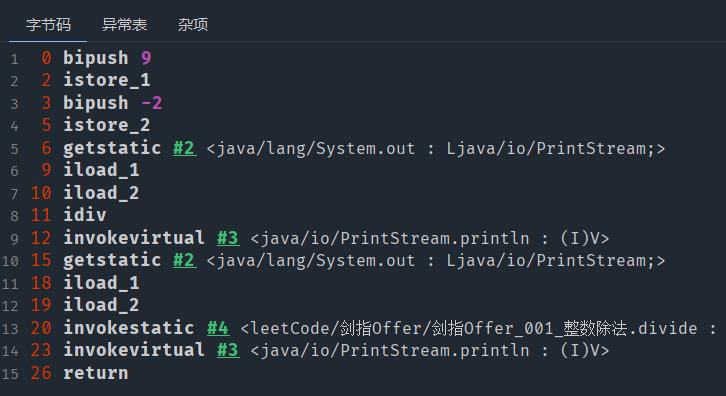 字节码 异常表 杂项
1 0 bipush 9
2 2 istore_1
3 3 bipush -2
4 5 istore_2
5 6 getstatic #2 <java/lang/System.out : Ljava/io/PrintStream;>
6 9 iload_1
7 10 iload_2
8 11 idiv
9 12 invokevirtual #3 <java/io/PrintStream.println : (I)V>
10 15 getstatic #2 <java/lang/System.out : Ljava/io/PrintStream;>
11 18 iload_1
12 19 iload_2
13 20 invokestatic #4 <leetCode/剑指Offer/剑指Offer_001_整数除法.divide :
14 23 invokevirtual #3 <java/io/PrintStream.println : (I)V>
15 26 return